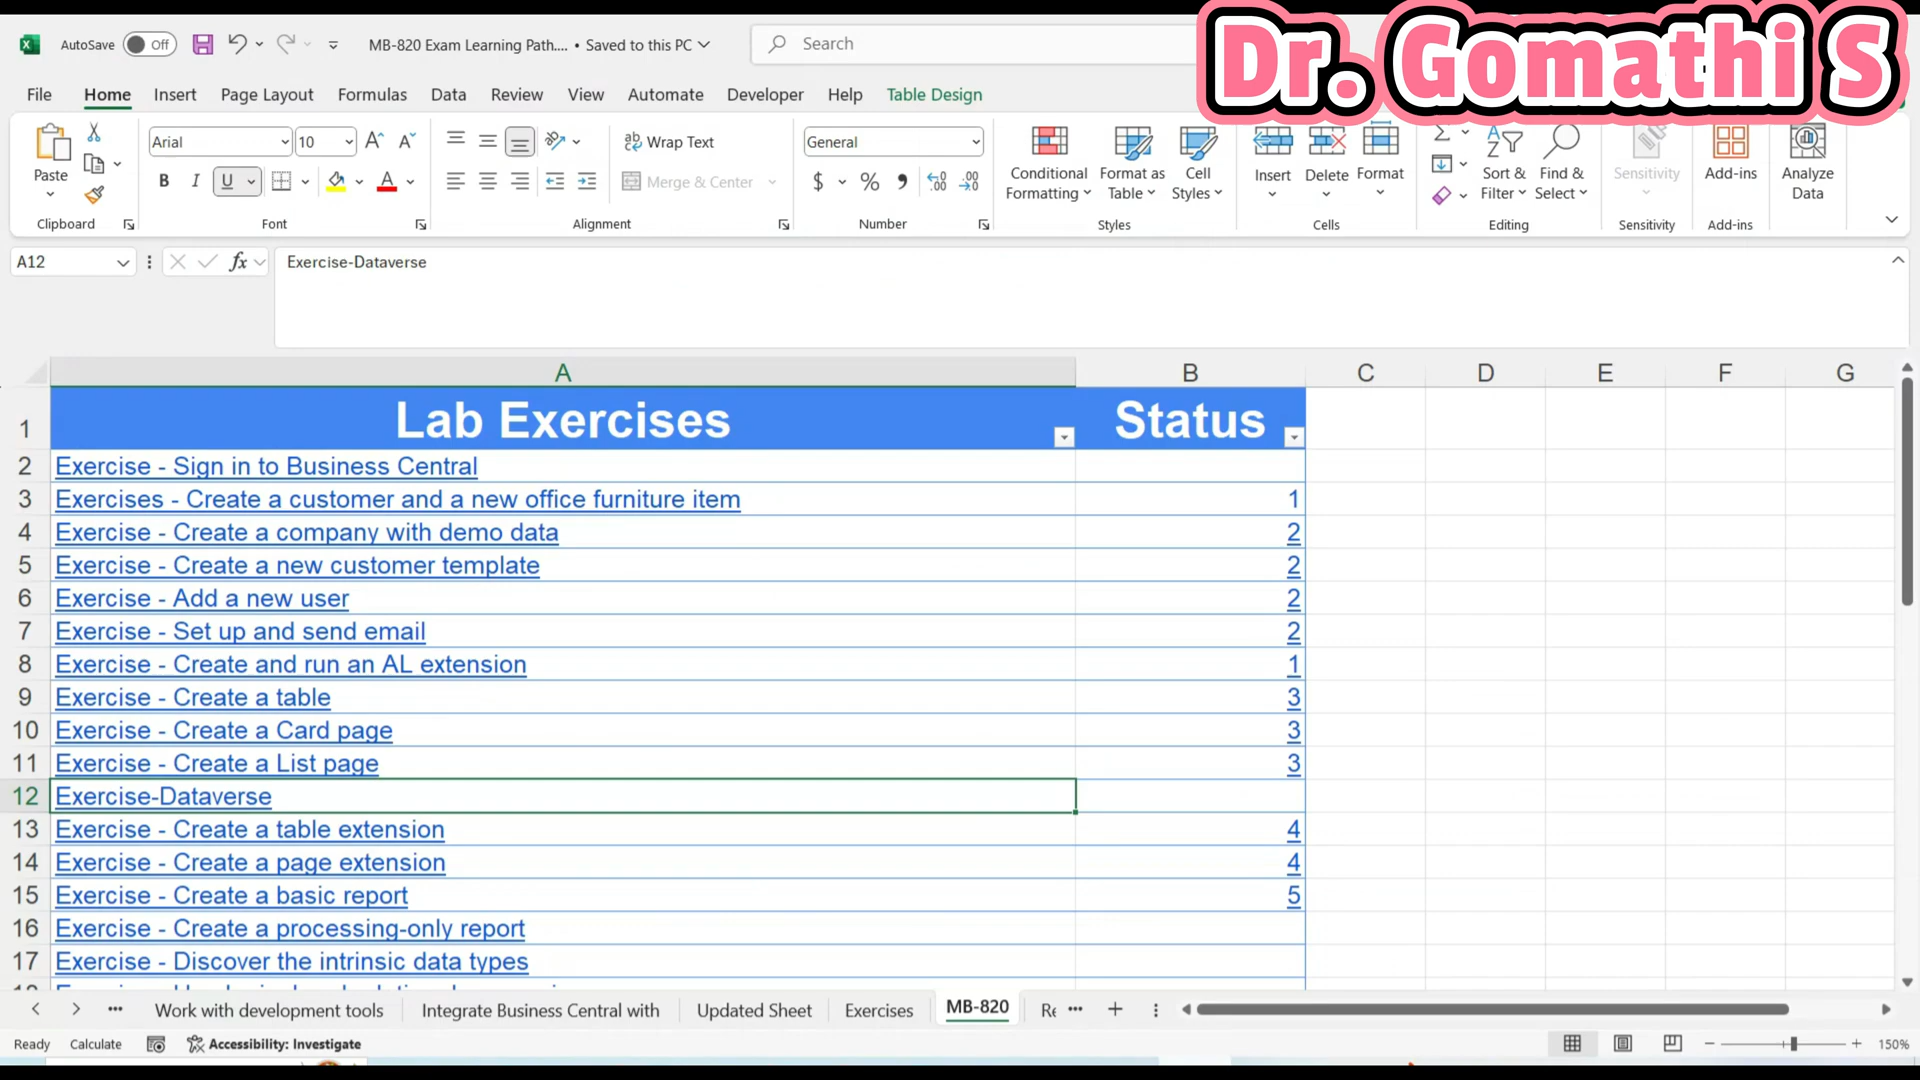 Dr. Gomathi S
AutoSave Off MB-820 Exam Learning Path.... • Saved to this PC Search
File Home Insert Page Layout Formulas Data Review View Automate Developer Help Table Design
Paste
Clipboard
Arial 10
B I U
Font
Wrap Text
Merge & Center
Alignment
General
$ %
Number
Conditional Formatting
Format as Table
Cell Styles
Styles
Insert Delete Format
Cells
Sort & Filter
Find & Select
Editing
Sensitivity
Sensitivity
Add-ins
Add-ins
Analyze Data
A12 fx Exercise-Dataverse
A B C D E F G
1 Lab Exercises Status
2 Exercise - Sign in to Business Central
3 Exercises - Create a customer and a new office furniture item 1
4 Exercise - Create a company with demo data 2
5 Exercise - Create a new customer template 2
6 Exercise - Add a new user 2
7 Exercise - Set up and send email 2
8 Exercise - Create and run an AL extension 1
9 Exercise - Create a table 3
10 Exercise - Create a Card page 3
11 Exercise - Create a List page 3
12 Exercise-Dataverse
13 Exercise - Create a table extension 4
14 Exercise - Create a page extension 4
15 Exercise - Create a basic report 5
16 Exercise - Create a processing-only report
17 Exercise - Discover the intrinsic data types
Work with development tools Integrate Business Central with Updated Sheet Exercises MB-820
Ready Calculate Accessibility: Investigate 150%